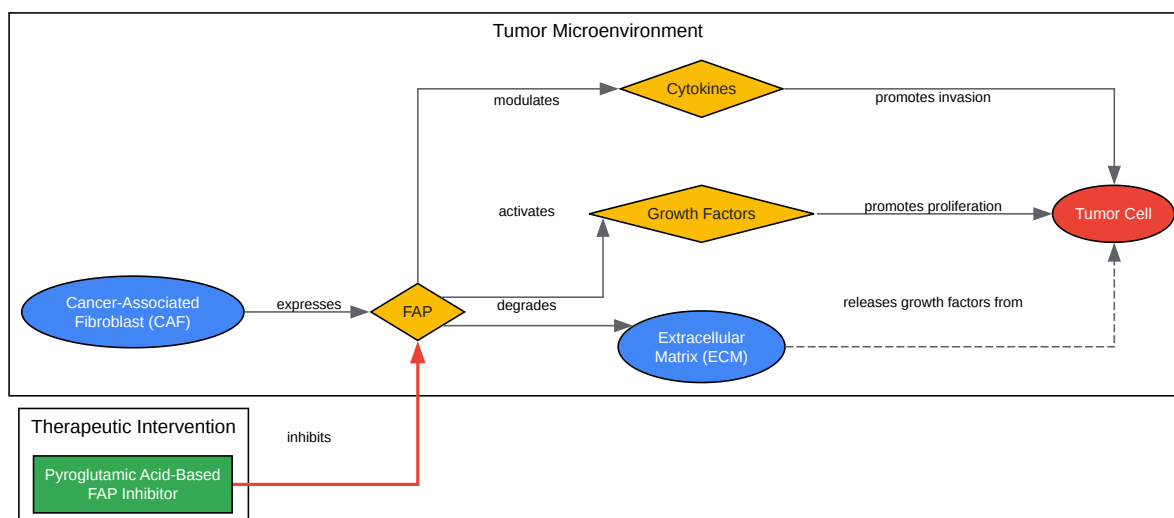 Tumor Microenvironment
Cytokines
modulates
promotes invasion
activates
Growth Factors
promotes proliferation
Tumor Cell
Cancer-Associated
Fibroblast (CAF)
expresses
FAP
degrades
releases growth factors from
Extracellular
Matrix (ECM)
Therapeutic Intervention
inhibits
Pyroglutamic Acid-Based
FAP Inhibitor